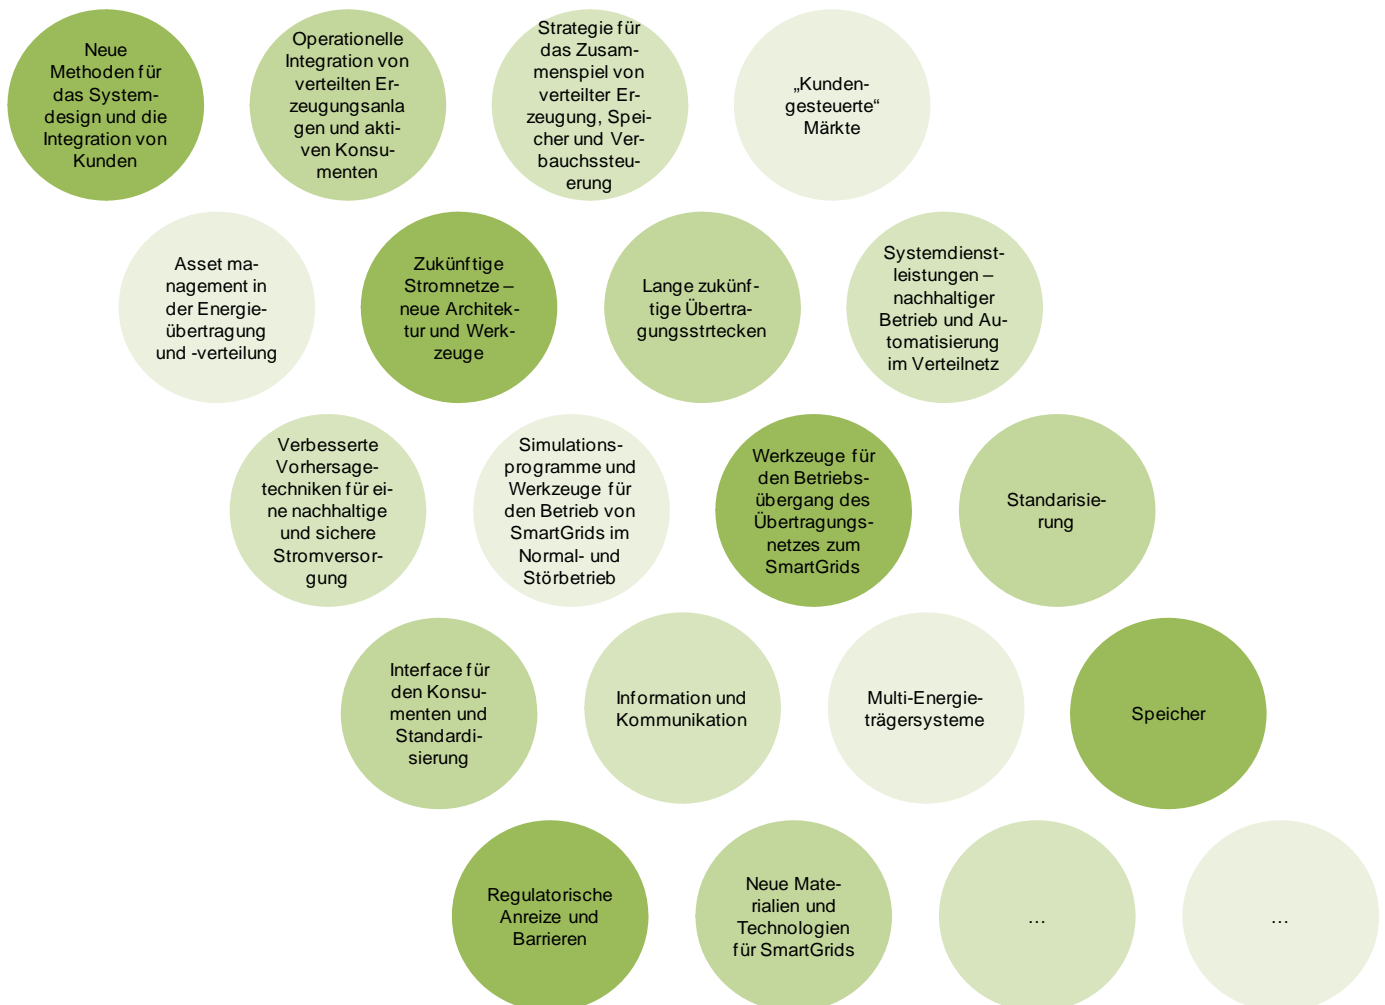 Neue
Methoden für
das System-
design und die
Integration von
Kunden
Operationelle
Integration von
verteilten Er-
zeugungsanla
gen und akti-
ven Konsu-
menten
Strategie für
das Zusam-
menspiel von
verteilter Er-
zeugung, Spei-
cher und Ver-
bauchssteu-
erung
„Kunden-
gesteuerte“
Märkte
Asset ma-
nagement in
der Energie-
übertragung
und -verteilung
Zukünftige
Stromnetze –
neue Architek-
tur und Werk-
zeuge
Lange zukünf-
tige Übertra-
gungsstrtecken
Systemdienst-
leistungen –
nachhaltiger
Betrieb und Au-
tomatisierung
im Verteilnetz
Verbesserte
Vorhersage-
techniken für ei-
ne nachhaltige
und sichere
Stromversor-
gung
Simulations-
programme und
Werkzeuge für
den Betrieb von
SmartGrids im
Normal- und
Störbetrieb
Werkzeuge für
den Betriebs-
übergang des
Übertragungs-
netzes zum
SmartGrids
Standarisie-
rung
Interface für
den Konsu-
menten und
Standardi-
sierung
Information und
Kommunikation
Multi-Energie-
trägersysteme
Speicher
Regulatorische
Anreize und
Barrieren
Neue Mate-
rialien und
Technologien
für SmartGrids
…
…